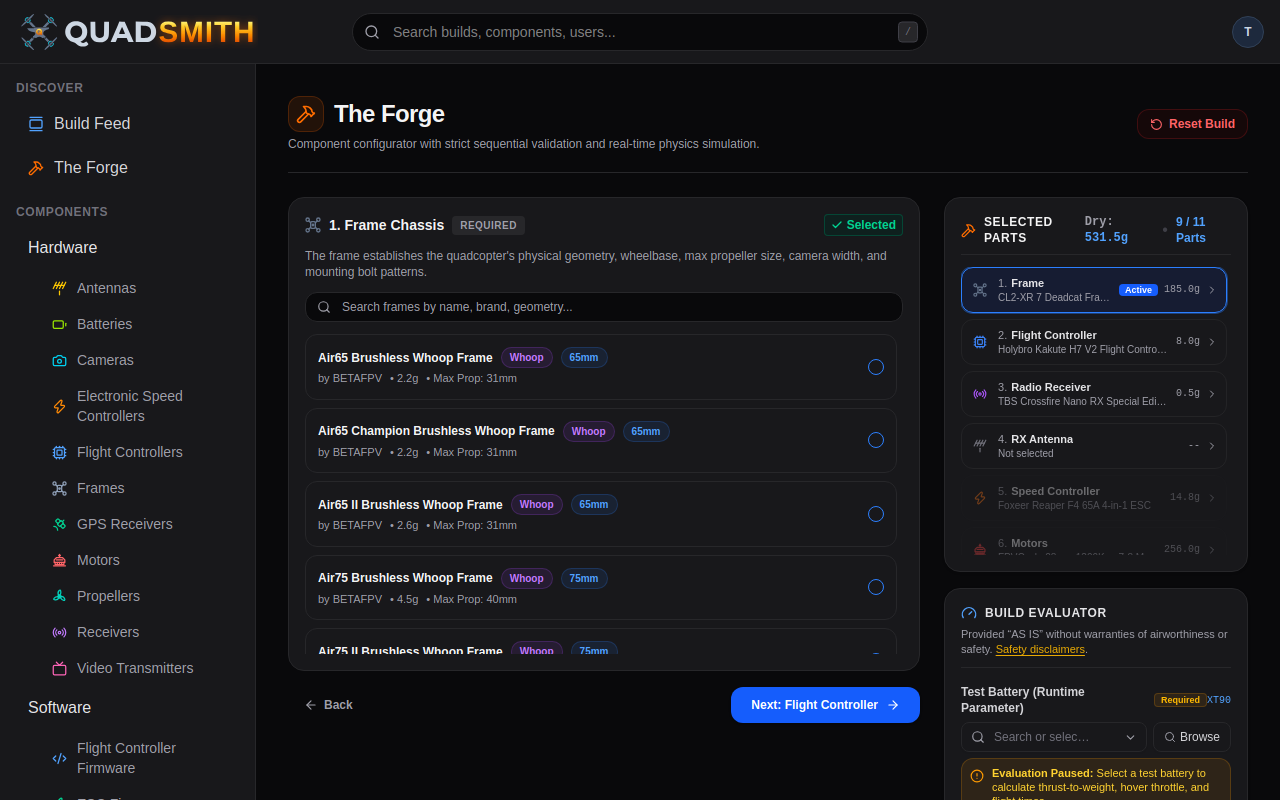 QUADSMITH
Search builds, components, users...
/
T
DISCOVER
Build Feed
The Forge
COMPONENTS
Hardware
Antennas
Batteries
Cameras
Electronic Speed
Controllers
Flight Controllers
Frames
GPS Receivers
Motors
Propellers
Receivers
Video Transmitters
Software
Flight Controller
Firmware
The Forge
Component configurator with strict sequential validation and real-time physics simulation.
Reset Build
1. Frame Chassis REQUIRED
Selected
The frame establishes the quadcopter's physical geometry, wheelbase, max propeller size, camera width, and
mounting bolt patterns.
Search frames by name, brand, geometry...
Air65 Brushless Whoop Frame Whoop 65mm
by BETAFPV • 2.2g • Max Prop: 31mm
Air65 Champion Brushless Whoop Frame Whoop 65mm
by BETAFPV • 2.2g • Max Prop: 31mm
Air65 II Brushless Whoop Frame Whoop 65mm
by BETAFPV • 2.6g • Max Prop: 31mm
Air75 Brushless Whoop Frame Whoop 75mm
by BETAFPV • 4.5g • Max Prop: 40mm
Air75 II Brushless Whoop Frame Whoop 75mm
Back
Next: Flight Controller
SELECTED
PARTS
Dry:
531.5g
•
9 / 11
Parts
1. Frame
CL2-XR 7 Deadcat Fra…
Active
185.0g
2. Flight Controller
Holybro Kakute H7 V2 Flight Contro…
8.0g
3. Radio Receiver
TBS Crossfire Nano RX Special Edi…
0.5g
4. RX Antenna
Not selected
--
5. Speed Controller
Foxeer Reaper F4 65A 4-in-1 ESC
14.8g
6. Motors
256.0g
BUILD EVALUATOR
Provided “AS IS” without warranties of airworthiness or
safety. Safety disclaimers.
Test Battery (Runtime
Parameter)
Required
XT90
Search or selec…
Browse
Evaluation Paused: Select a test battery to
calculate thrust-to-weight, hover throttle, and
flight times.